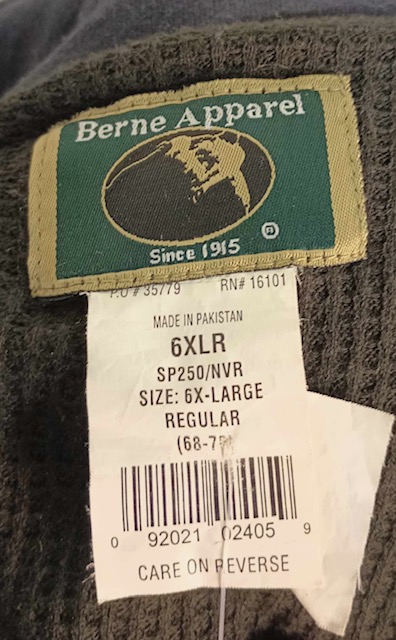 Berne Apparel
Since 1915 ®
P.O # 35779 RN# 16101
MADE IN PAKISTAN
6XLR
SP250/NVR
SIZE: 6X-LARGE
REGULAR
0 92021 02405 9
CARE ON REVERSE